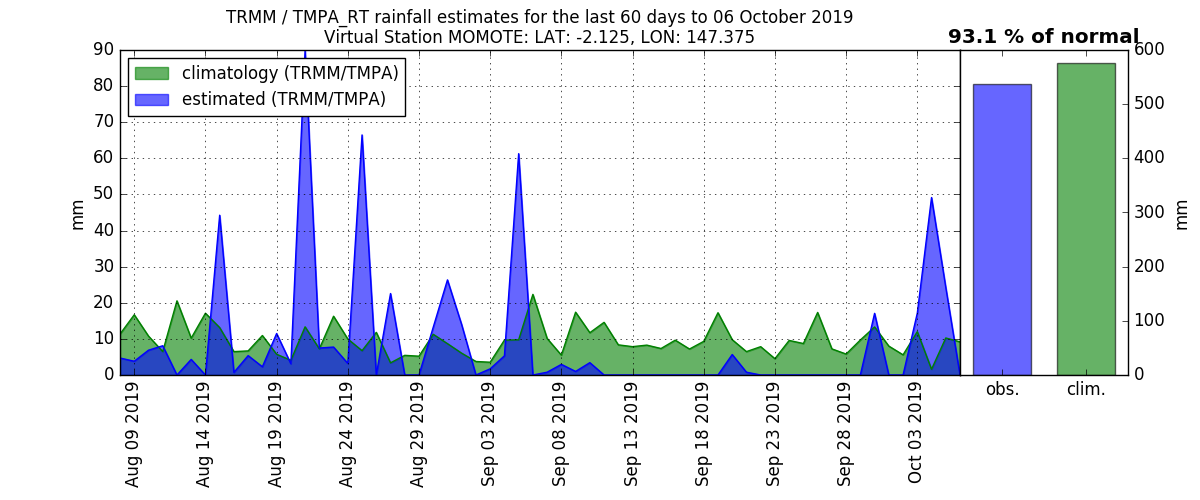 TRMM / TMPA_RT rainfall estimates for the last 60 days to 06 October 2019
Virtual Station MOMOTE: LAT: -2.125, LON: 147.375
93.1 % of normal
climatology (TRMM/TMPA)
estimated (TRMM/TMPA)
90
80
70
60
50
40
30
20
10
0
mm
Aug 09 2019
Aug 14 2019
Aug 19 2019
Aug 24 2019
Aug 29 2019
Sep 03 2019
Sep 08 2019
Sep 13 2019
Sep 18 2019
Sep 23 2019
Sep 28 2019
Oct 03 2019
obs.
clim.
600
500
400
300
200
100
0
mm